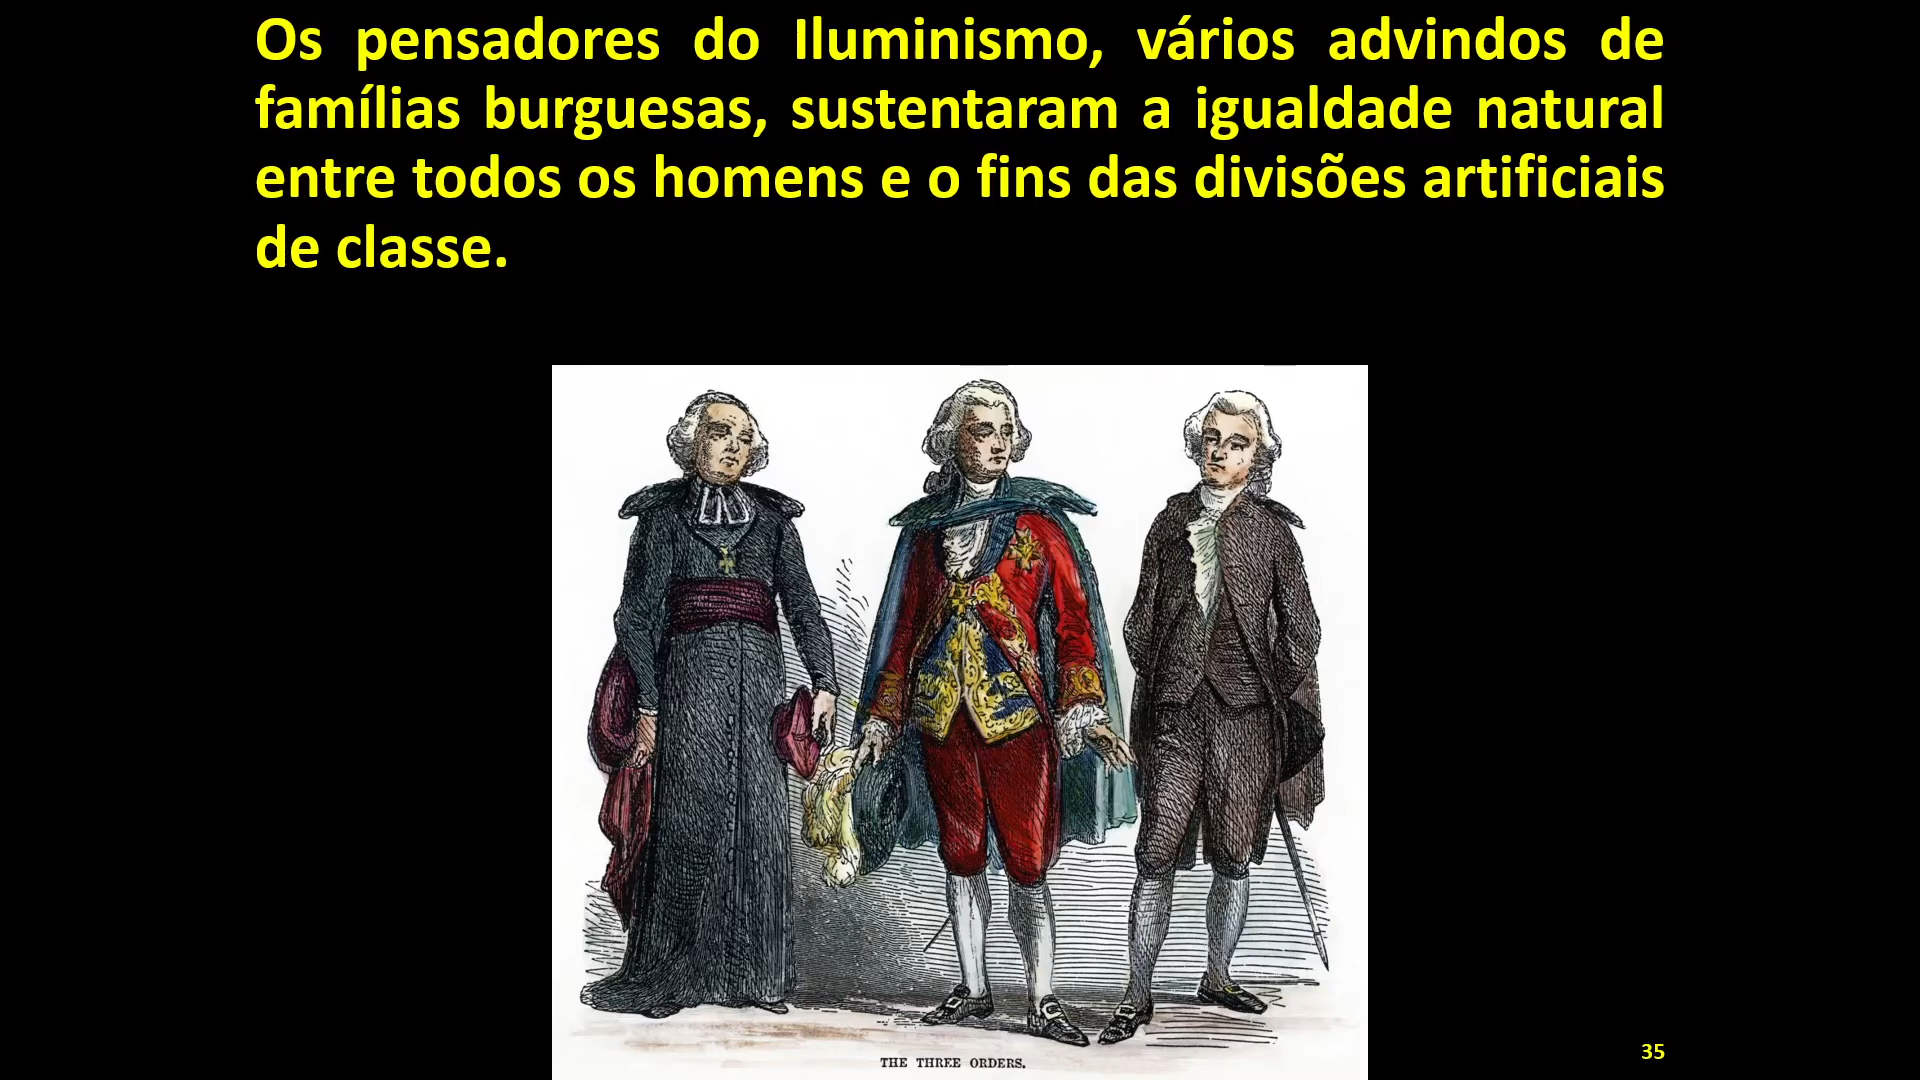 Os pensadores do Iluminismo, vários advindos de
famílias burguesas, sustentaram a igualdade natural
entre todos os homens e o fins das divisões artificiais
de classe.
THE THREE ORDERS.
35